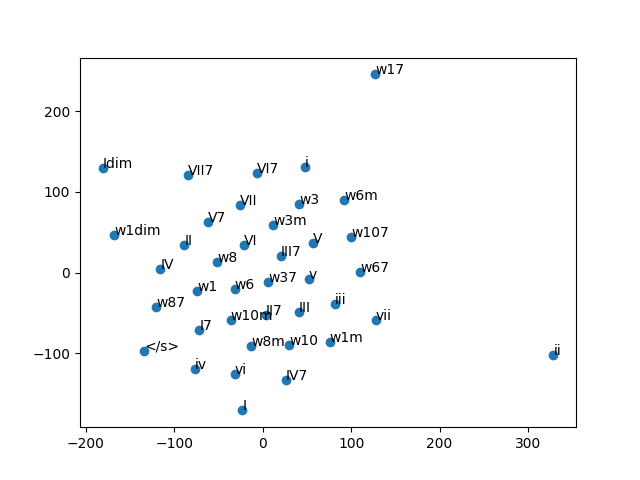 w17
200
Idim
VII7
VI7
i
100
VII
w3
w6m
w1dim
V7
w3m
w107
II
VI
V
w8
III7
0
IV
w67
w1
w6
w37
v
w87
iii
I7
w10m
II7
III
vii
-100
</s>
w8m
w10
w1m
ii
iv
vi
IV7
I
−200
−100
0
100
200
300